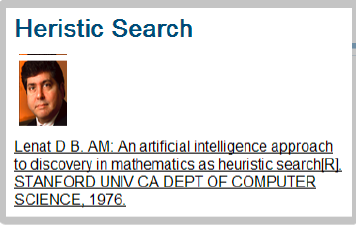 Heristic Search
Lenat D B. AM: An artificial intelligence approach
to discovery in mathematics as heuristic search[R].
STANFORD UNIV CA DEPT OF COMPUTER
SCIENCE, 1976.